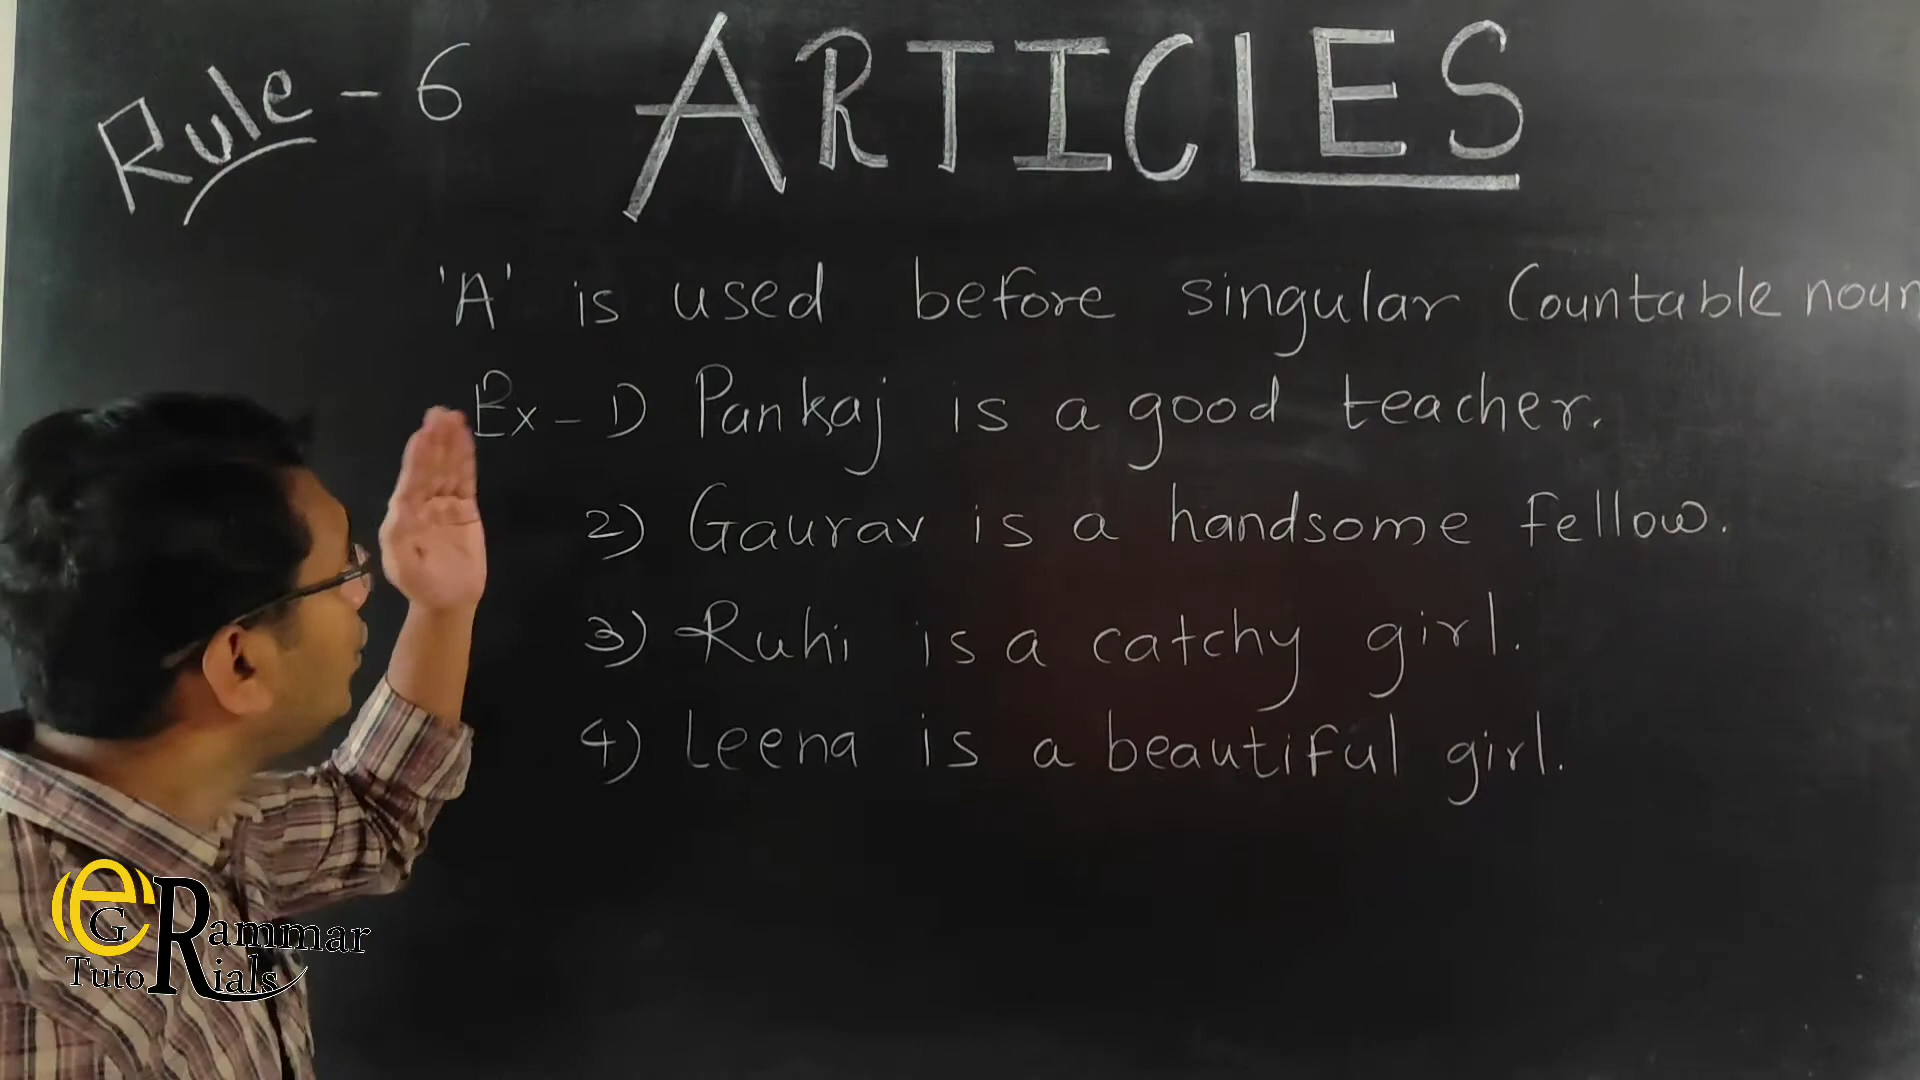 Rule - 6
ARTICLES
'A' is used before singular Countable noun
Ex - 1) Pankaj is a good teacher.
2) Gaurav is a handsome fellow.
3) Ruhi is a catchy girl.
4) Leena is a beautiful girl.
eGRammar
TutoRials